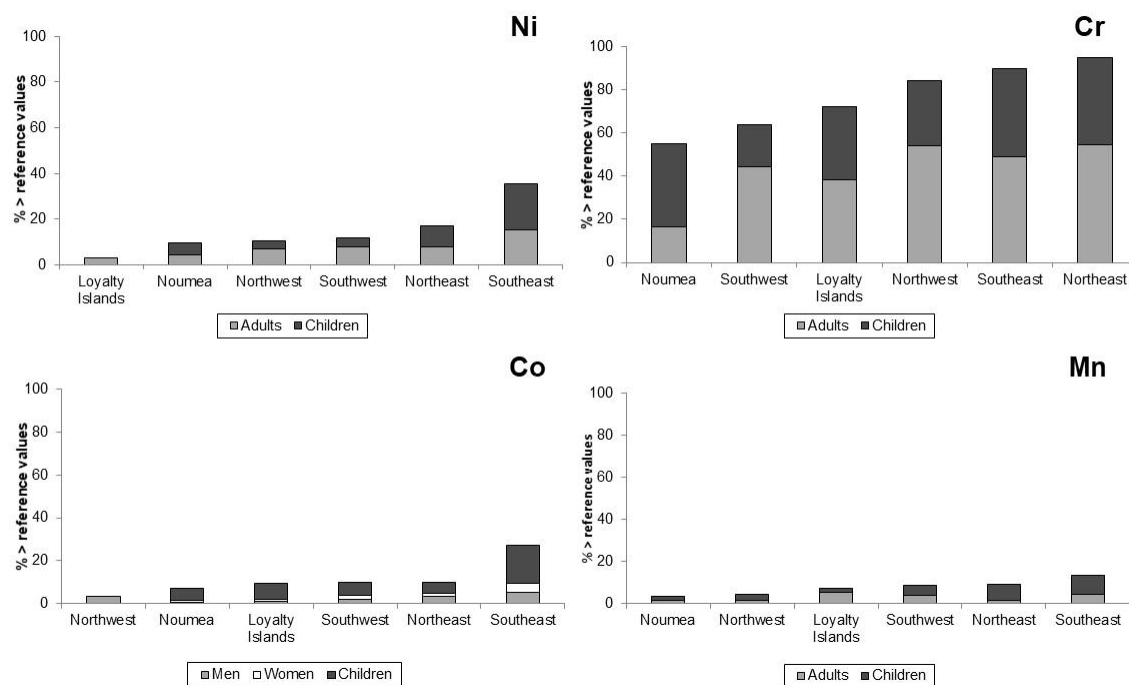 Ni
% > reference values
100
80
60
40
20
0
Loyalty
Islands
Noumea
Northwest
Southwest
Northeast
Southeast
Adults
Children
Cr
% > reference values
100
80
60
40
20
0
Noumea
Southwest
Loyalty
Islands
Northwest
Southeast
Northeast
Adults
Children
Co
% > reference values
100
80
60
40
20
0
Northwest
Noumea
Loyalty
Islands
Southwest
Northeast
Southeast
Men
Women
Children
Mn
% > reference values
100
80
60
40
20
0
Noumea
Northwest
Loyalty
Islands
Southwest
Northeast
Southeast
Adults
Children